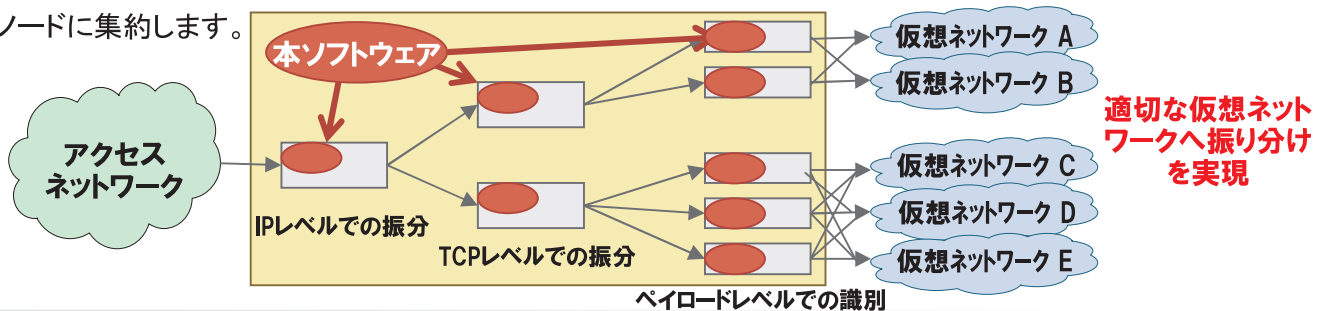 ノードに集約します。
本ソフトウェア
アクセス
ネットワーク
IPレベルでの振分
TCPレベルでの振分
ペイロードレベルでの識別
仮想ネットワーク A
仮想ネットワーク B
仮想ネットワーク C
仮想ネットワーク D
仮想ネットワーク E
適切な仮想ネット
ワークへ振り分け
を実現